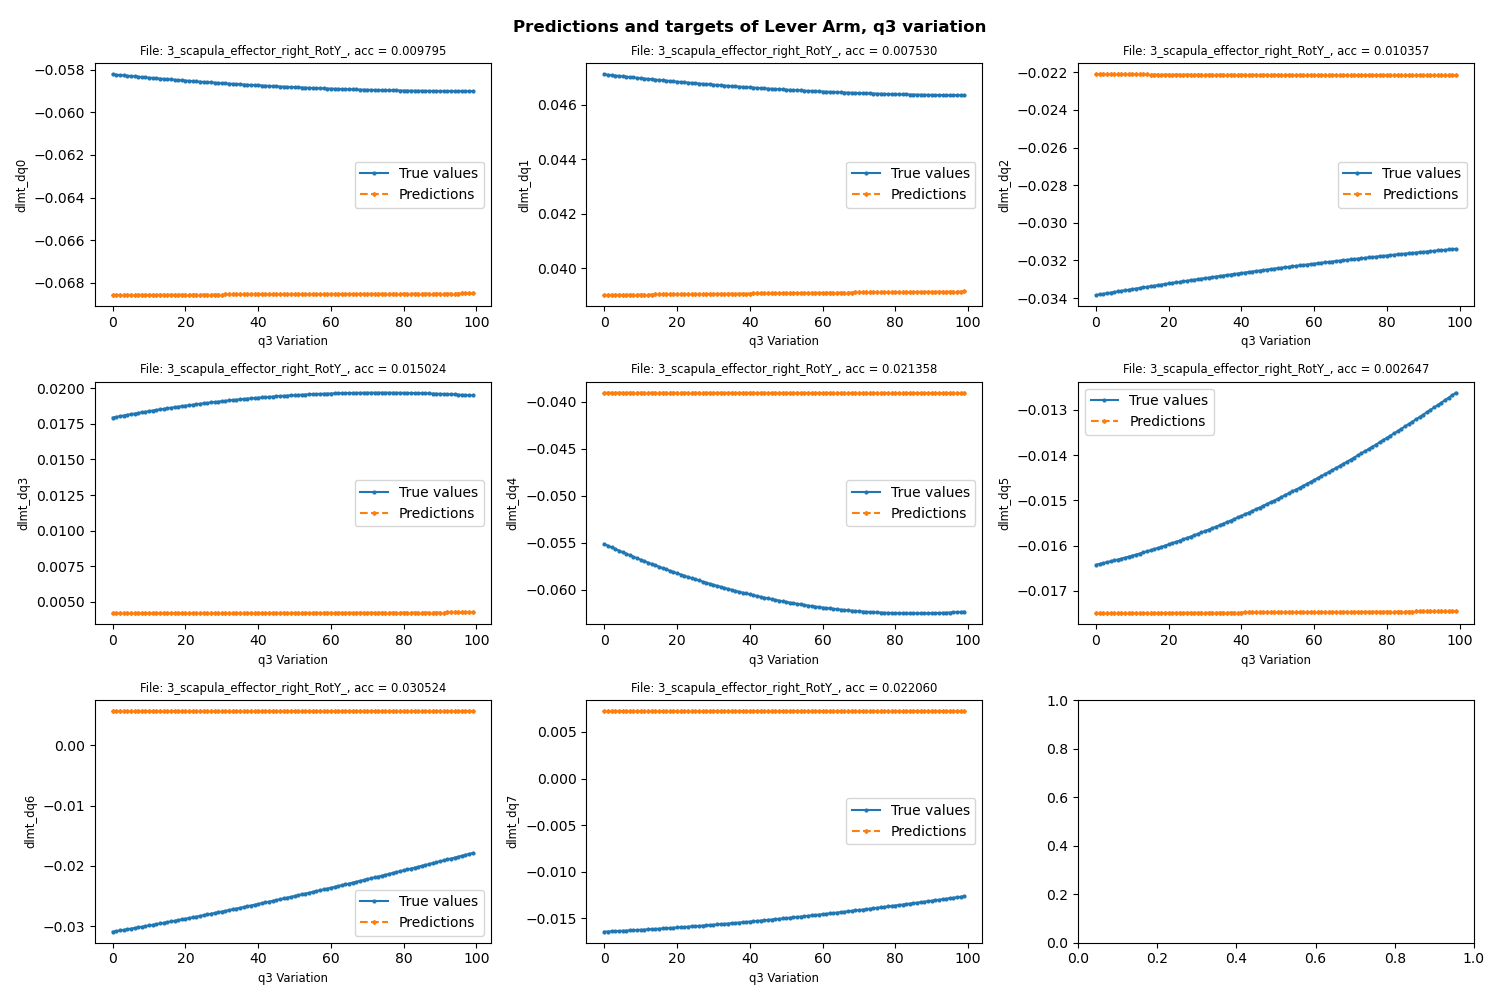 Predictions and targets of Lever Arm, q3 variation
File: 3_scapula_effector_right_RotY_, acc = 0.009795
−0.058
−0.060
−0.062
−0.064
−0.066
−0.068
dlmt_dq0
True values
Predictions
0 20 40 60 80 100
q3 Variation
File: 3_scapula_effector_right_RotY_, acc = 0.007530
0.046
0.044
0.042
0.040
dlmt_dq1
True values
Predictions
0 20 40 60 80 100
q3 Variation
File: 3_scapula_effector_right_RotY_, acc = 0.010357
−0.022
−0.024
−0.026
−0.028
−0.030
−0.032
−0.034
dlmt_dq2
True values
Predictions
0 20 40 60 80 100
q3 Variation
File: 3_scapula_effector_right_RotY_, acc = 0.015024
0.0200
0.0175
0.0150
0.0125
0.0100
0.0075
0.0050
dlmt_dq3
True values
Predictions
0 20 40 60 80 100
q3 Variation
File: 3_scapula_effector_right_RotY_, acc = 0.021358
−0.040
−0.045
−0.050
−0.055
−0.060
dlmt_dq4
True values
Predictions
0 20 40 60 80 100
q3 Variation
File: 3_scapula_effector_right_RotY_, acc = 0.002647
−0.013
−0.014
−0.015
−0.016
−0.017
dlmt_dq5
True values
Predictions
0 20 40 60 80 100
q3 Variation
File: 3_scapula_effector_right_RotY_, acc = 0.030524
0.00
−0.01
−0.02
−0.03
dlmt_dq6
True values
Predictions
0 20 40 60 80 100
q3 Variation
File: 3_scapula_effector_right_RotY_, acc = 0.022060
0.005
0.000
−0.005
−0.010
−0.015
dlmt_dq7
True values
Predictions
0 20 40 60 80 100
q3 Variation
1.0
0.8
0.6
0.4
0.2
0.0
0.0 0.2 0.4 0.6 0.8 1.0